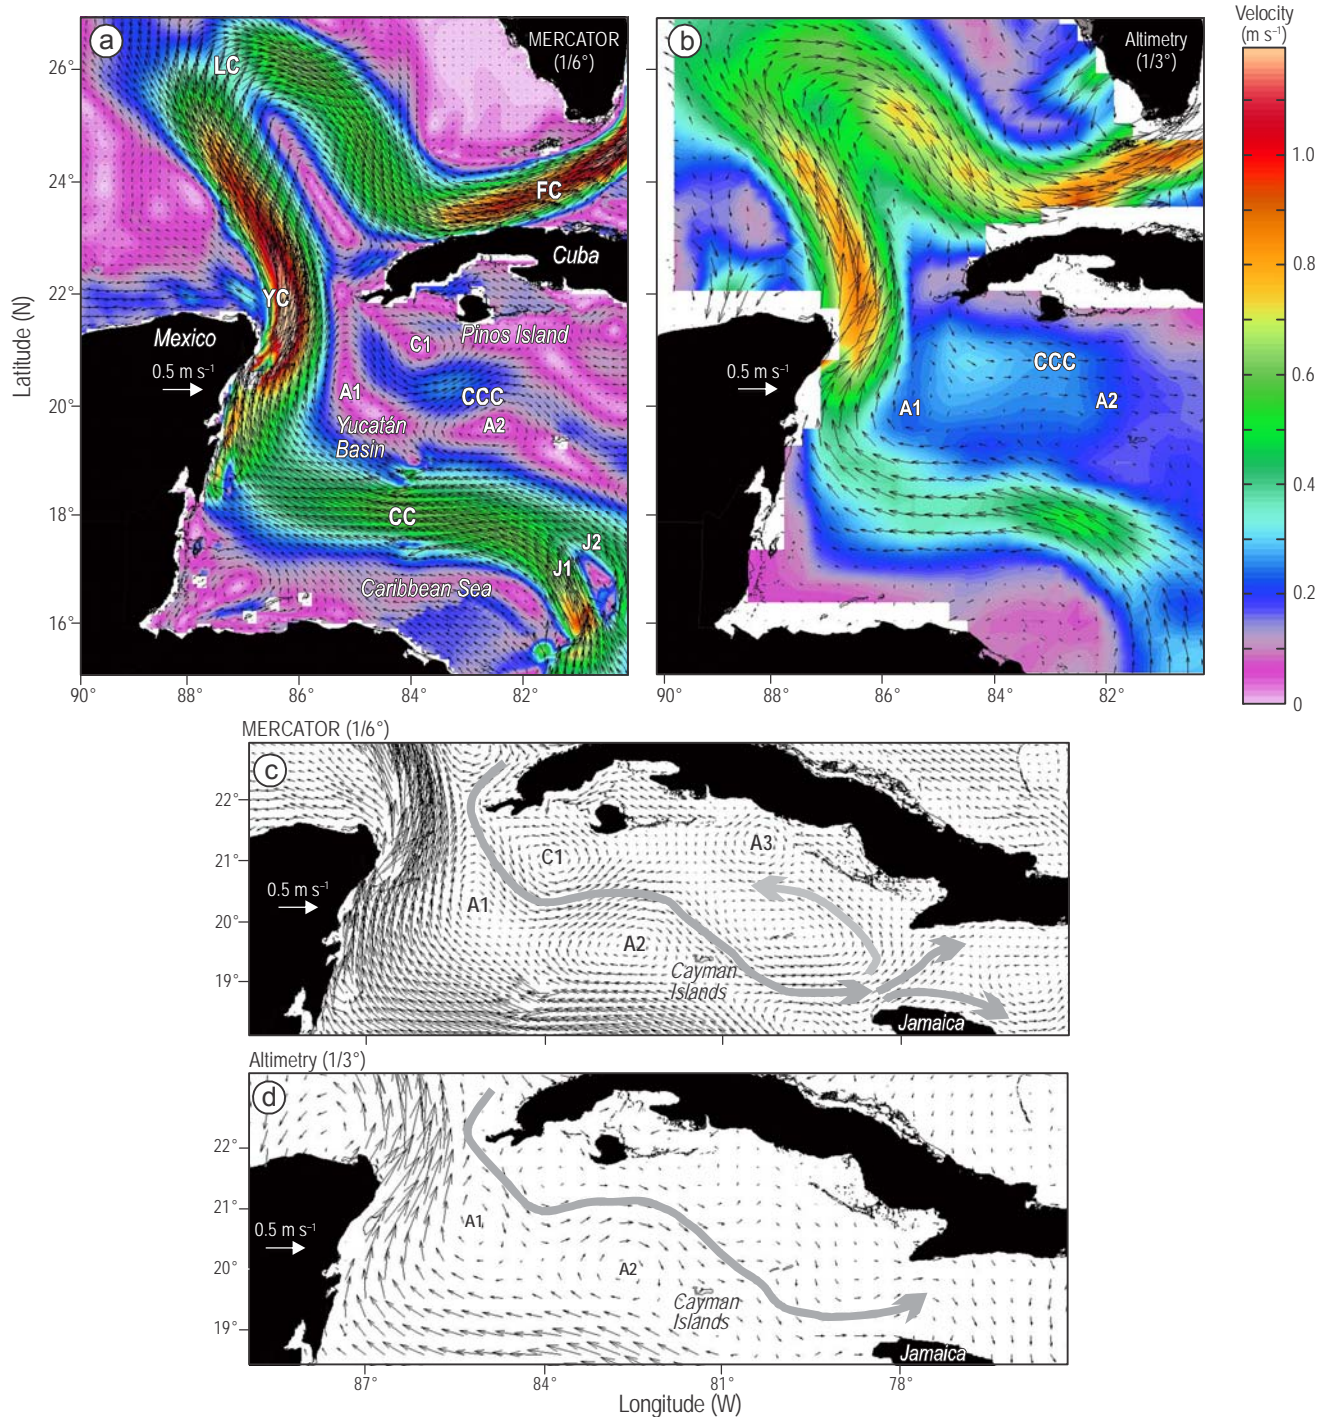 a
MERCATOR
(1/6°)
LC
FC
Cuba
YC
Mexico
Pinos Island
C1
0.5 m s⁻¹
A1
CCC
Yucatán
Basin
A2
CC
J2
J1
Caribbean Sea
26°
24°
22°
20°
18°
16°
Latitude (N)
90°
88°
86°
84°
82°
b
Altimetry
(1/3°)
0.5 m s⁻¹
CCC
A1
A2
90°
88°
86°
84°
82°
Velocity
(m s⁻¹)
1.0
0.8
0.6
0.4
0.2
0
MERCATOR (1/6°)
c
22°
21°
20°
19°
C1
A3
0.5 m s⁻¹
A1
A2
Cayman
Islands
Jamaica
Altimetry (1/3°)
d
22°
21°
20°
19°
A1
0.5 m s⁻¹
A2
Cayman
Islands
Jamaica
87°
84°
81°
78°
Longitude (W)